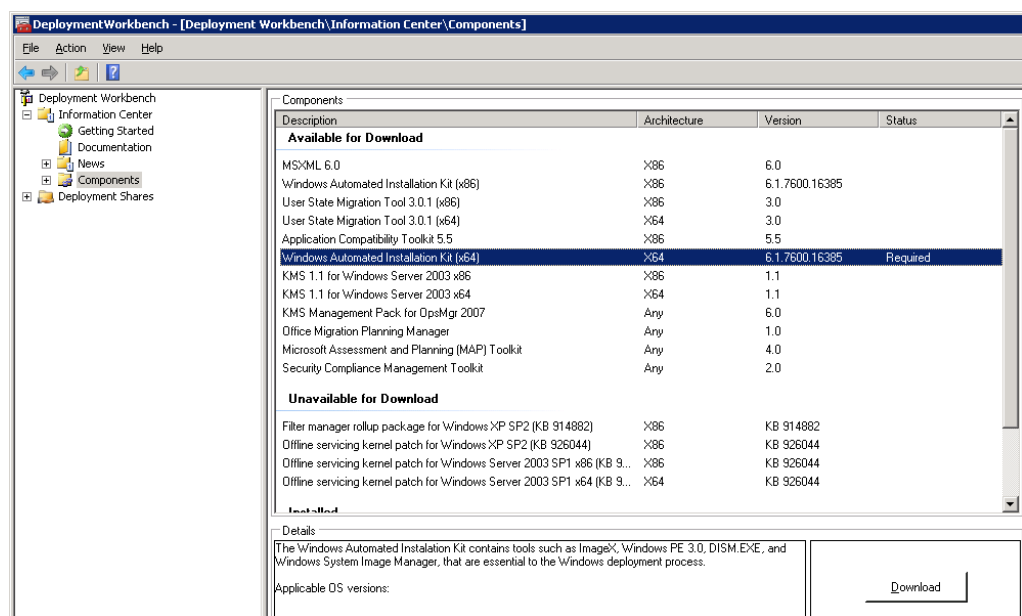 DeploymentWorkbench - [Deployment Workbench\Information Center\Components]
File Action View Help
Deployment Workbench
Information Center
Getting Started
Documentation
News
Components
Deployment Shares
Components
Description Architecture Version Status
Available for Download
MSXML 6.0 X86 6.0
Windows Automated Installation Kit (x86) X86 6.1.7600.16385
User State Migration Tool 3.0.1 (x86) X86 3.0
User State Migration Tool 3.0.1 (x64) X64 3.0
Application Compatibility Toolkit 5.5 X86 5.5
Windows Automated Installation Kit (x64) X64 6.1.7600.16385 Required
KMS 1.1 for Windows Server 2003 x86 X86 1.1
KMS 1.1 for Windows Server 2003 x64 X64 1.1
KMS Management Pack for OpsMgr 2007 Any 6.0
Office Migration Planning Manager Any 1.0
Microsoft Assessment and Planning (MAP) Toolkit Any 4.0
Security Compliance Management Toolkit Any 2.0
Unavailable for Download
Filter manager rollup package for Windows XP SP2 (KB 914882) X86 KB 914882
Offline servicing kernel patch for Windows XP SP2 (KB 926044) X86 KB 926044
Offline servicing kernel patch for Windows Server 2003 SP1 x86 (KB 9... X86 KB 926044
Offline servicing kernel patch for Windows Server 2003 SP1 x64 (KB 9... X64 KB 926044
Installed
Details
The Windows Automated Instalation Kit contains tools such as ImageX, Windows PE 3.0, DISM.EXE, and
Windows System Image Manager, that are essential to the Windows deployment process.
Applicable OS versions:
Download